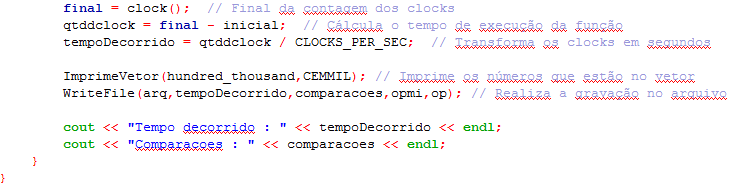 final = clock();  // Final da contagem dos clocks
qtddclock = final - inicial;  // Cálcula o tempo de execução da função
tempoDecorrido = qtddclock / CLOCKS_PER_SEC;  // Transforma os clocks em segundos
ImprimeVetor(hundred_thousand,CEMMIL); // Imprime os números que estão no vetor
WriteFile(arq,tempoDecorrido,comparacoes,opmi,op); // Realiza a gravação no arquivo
cout << "Tempo decorrido : " << tempoDecorrido << endl;
cout << "Comparacoes : " << comparacoes << endl;
}
}